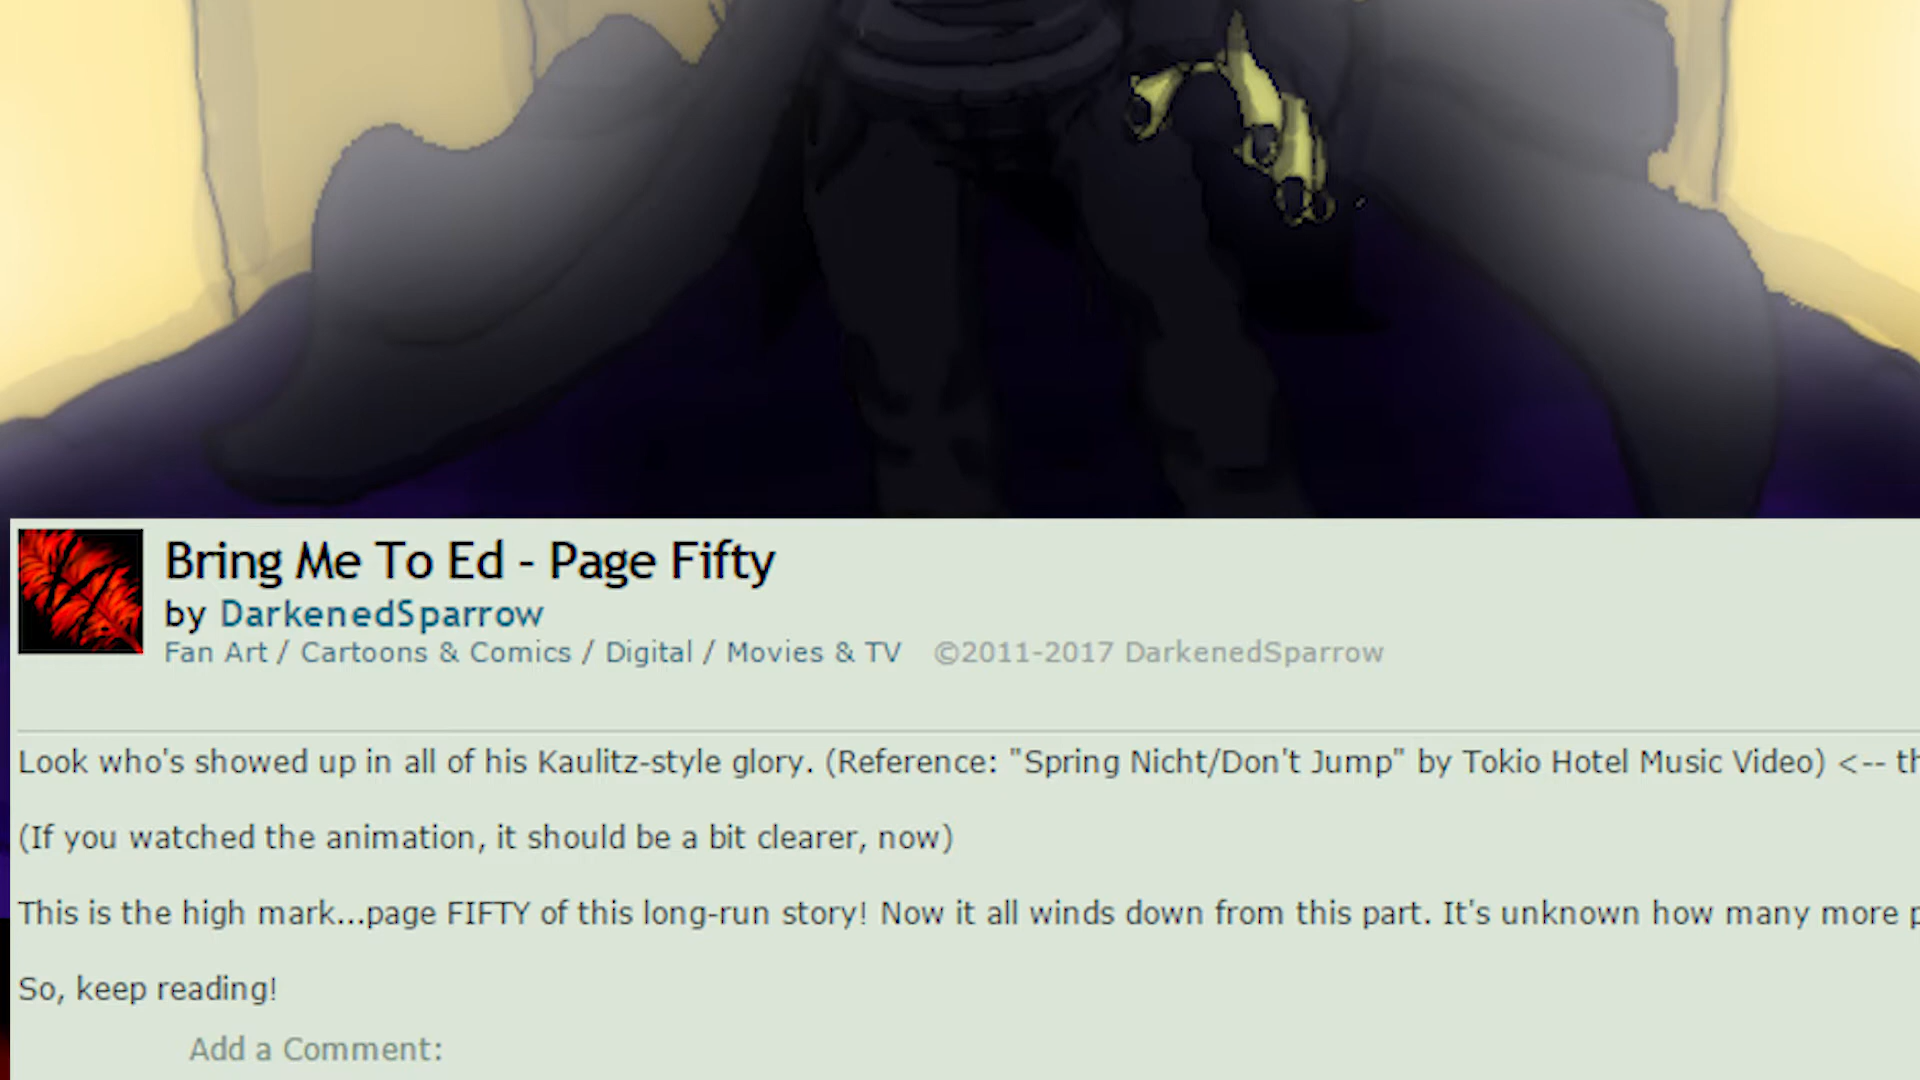 Bring Me To Ed - Page Fifty
by DarkenedSparrow
Fan Art / Cartoons & Comics / Digital / Movies & TV ©2011-2017 DarkenedSparrow
Look who's showed up in all of his Kaulitz-style glory. (Reference: "Spring Nicht/Don't Jump" by Tokio Hotel Music Video) <-- th
(If you watched the animation, it should be a bit clearer, now)
This is the high mark...page FIFTY of this long-run story! Now it all winds down from this part. It's unknown how many more p
So, keep reading!
Add a Comment: